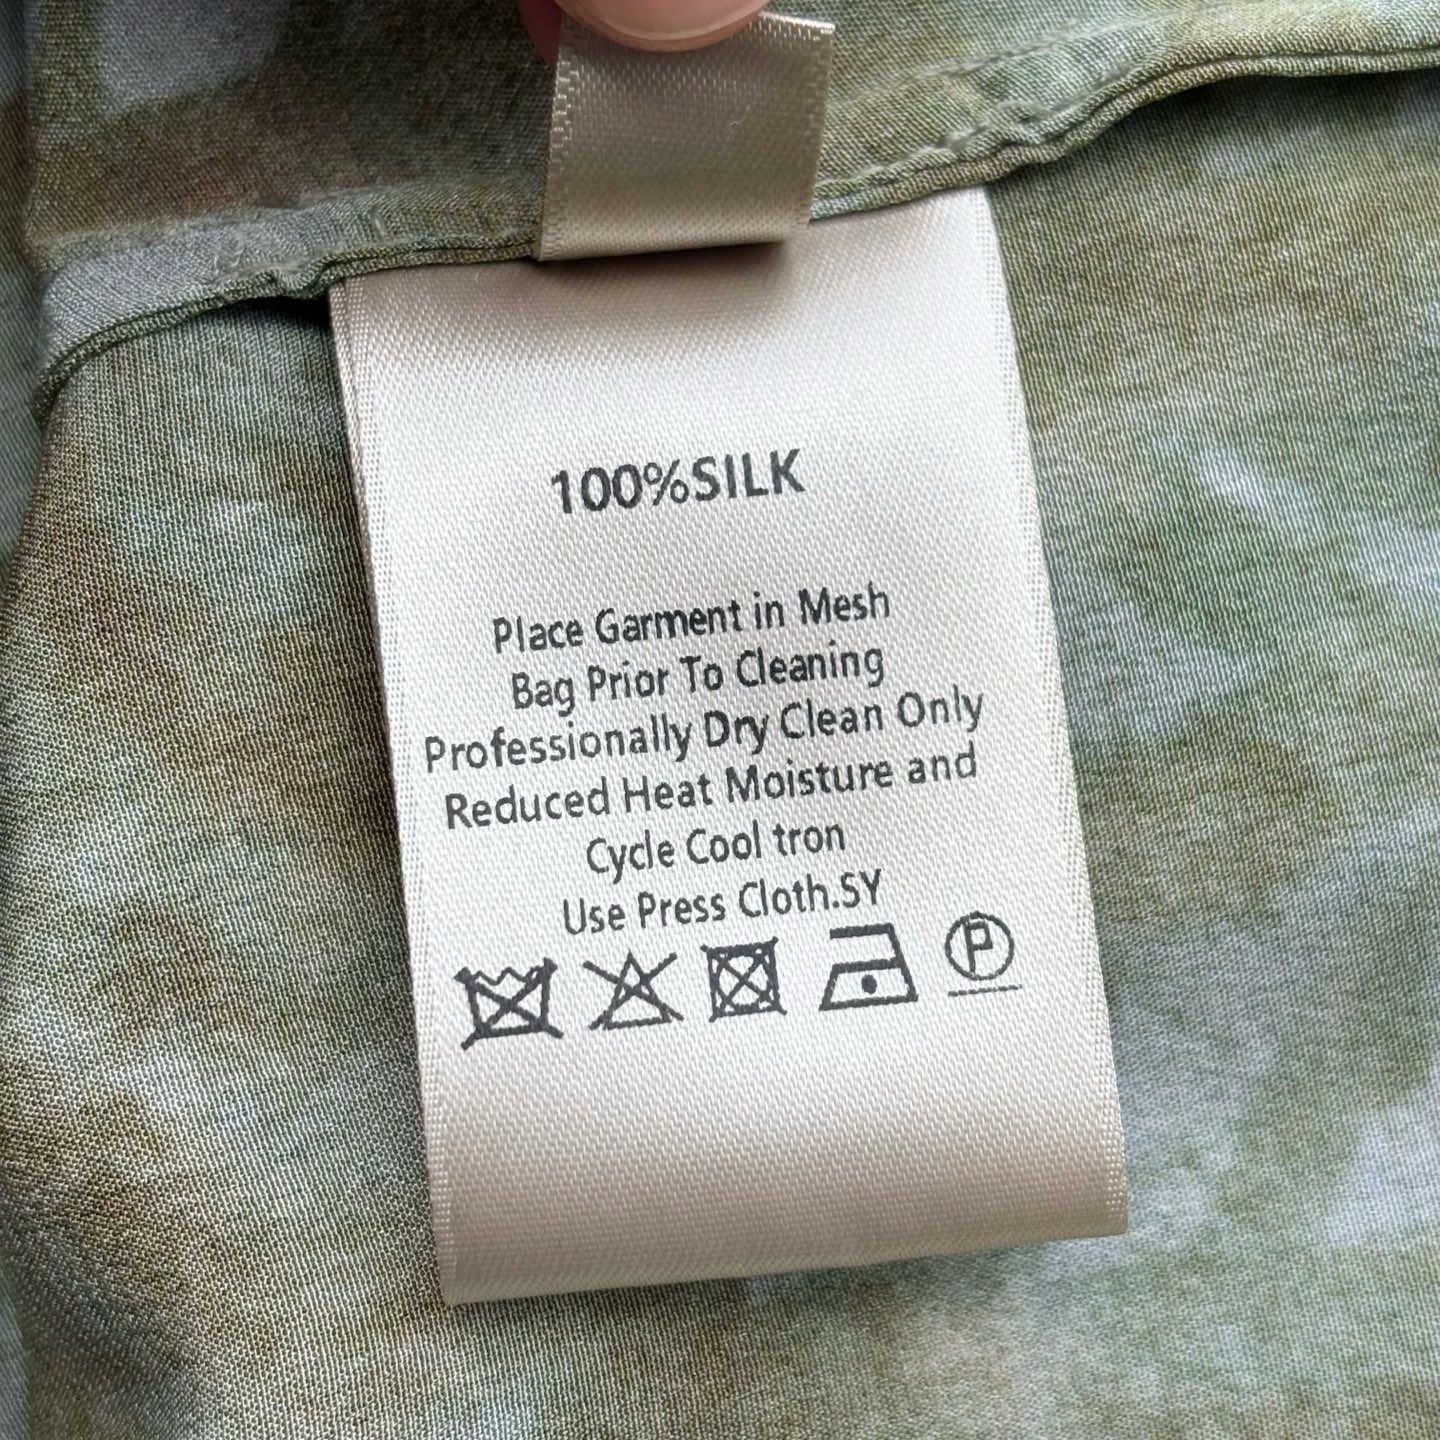 100%SILK
Place Garment in Mesh
Bag Prior To Cleaning
Professionally Dry Clean Only
Reduced Heat Moisture and
Cycle Cool tron
Use Press Cloth.SY
P